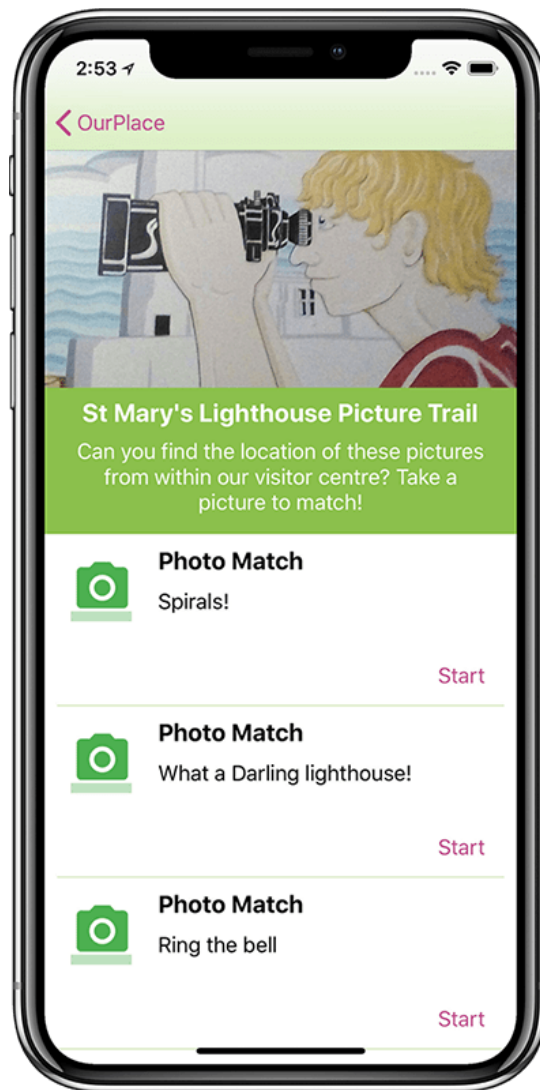 2:53
OurPlace
St Mary's Lighthouse Picture Trail
Can you find the location of these pictures
from within our visitor centre? Take a
picture to match!
Photo Match
Spirals!
Start
Photo Match
What a Darling lighthouse!
Start
Photo Match
Ring the bell
Start